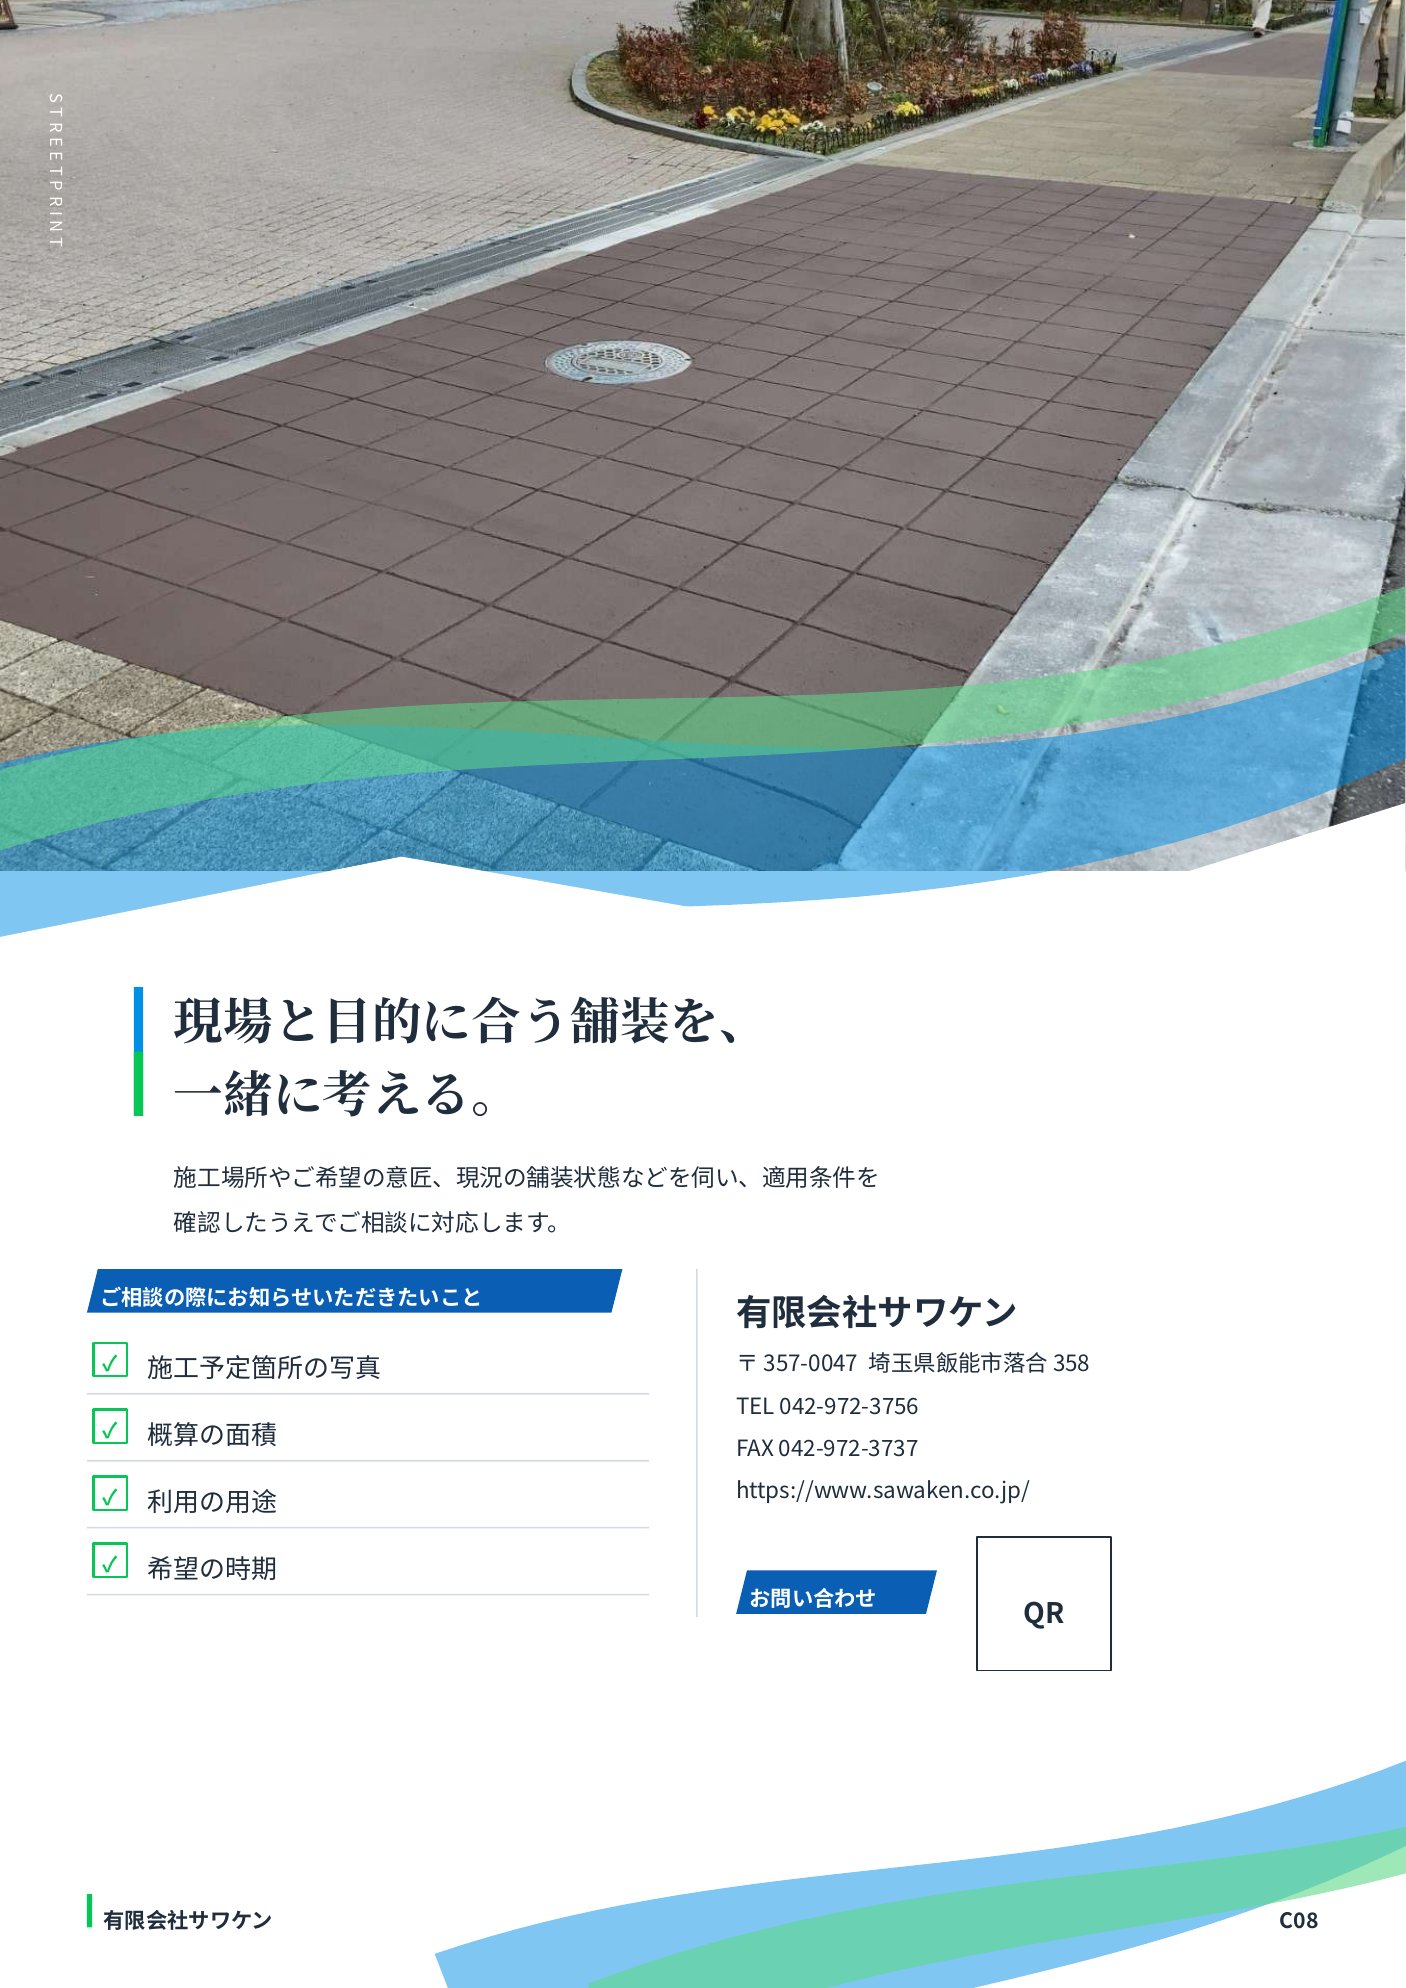 STREETPRINT
現場と目的に合う舗装を、
一緒に考える。
施工場所やご希望の意匠、現況の舗装状態などを伺い、適用条件を
確認したうえでご相談に対応します。
ご相談の際にお知らせいただきたいこと
✓ 施工予定箇所の写真
✓ 概算の面積
✓ 利用の用途
✓ 希望の時期
有限会社サワケン
〒 357-0047 埼玉県飯能市落合 358
TEL 042-972-3756
FAX 042-972-3737
https://www.sawaken.co.jp/
お問い合わせ
QR
有限会社サワケン
C08